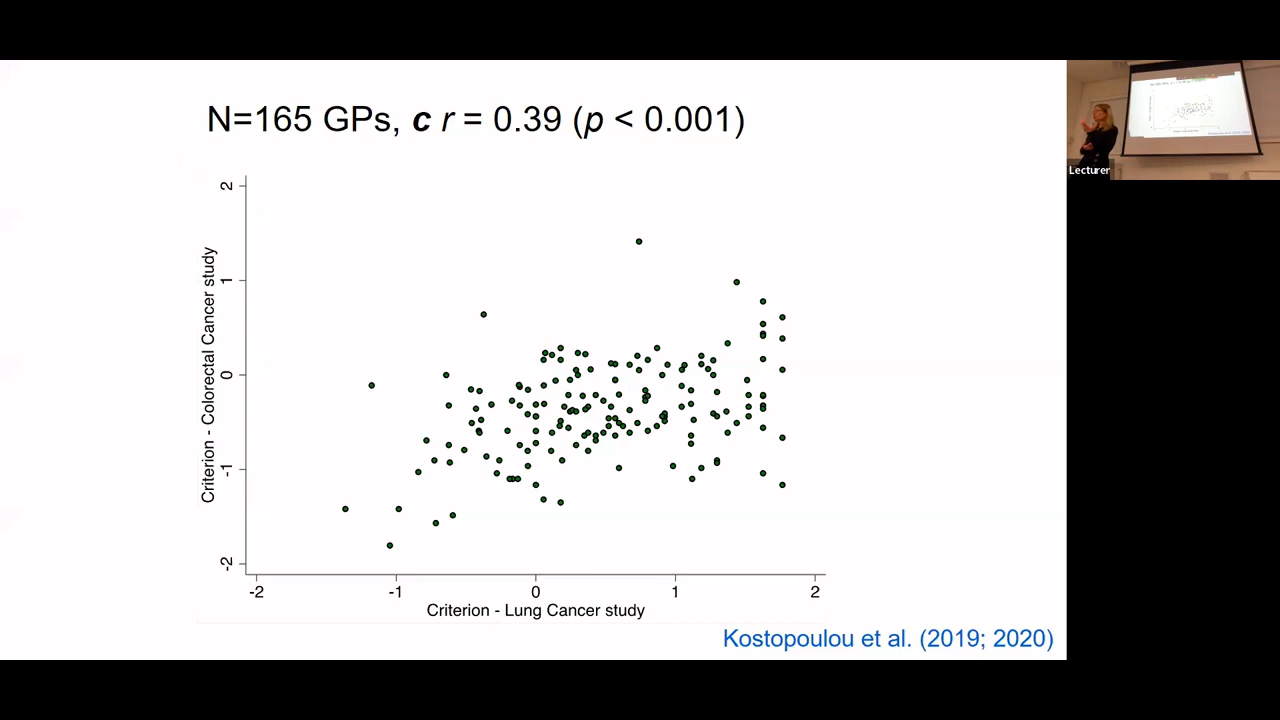 N=165 GPs, c r = 0.39 (p < 0.001)
Criterion - Colorectal Cancer study
2
1
0
-1
-2
-2 -1 0 1 2
Criterion - Lung Cancer study
Kostopoulou et al. (2019; 2020)
Lecturer